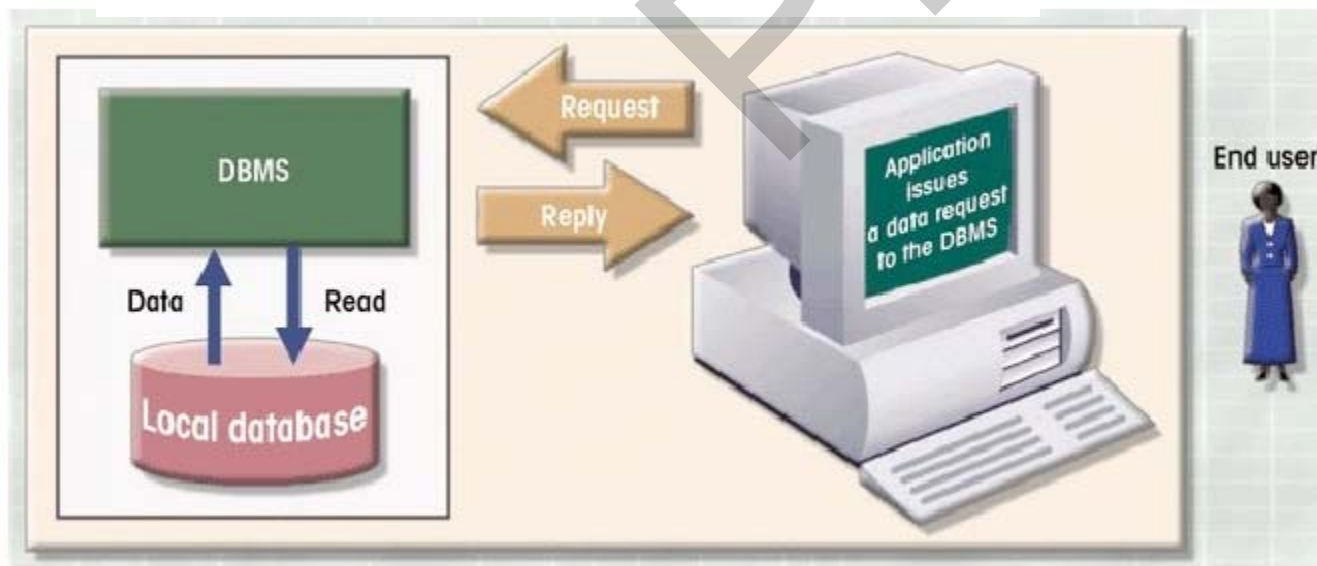 DBMS
Data
Read
Local database
Request
Reply
Application
issues
a data request
to the DBMS
End user